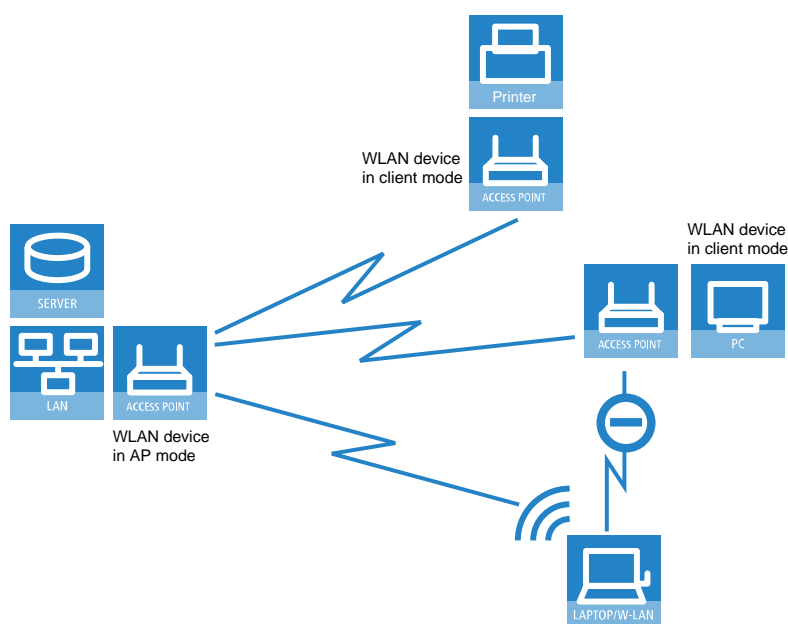 Printer
WLAN device
in client mode
ACCESS POINT
WLAN device
in client mode
SERVER
ACCESS POINT
PC
LAN
ACCESS POINT
WLAN device
in AP mode
LAPTOP/W-LAN